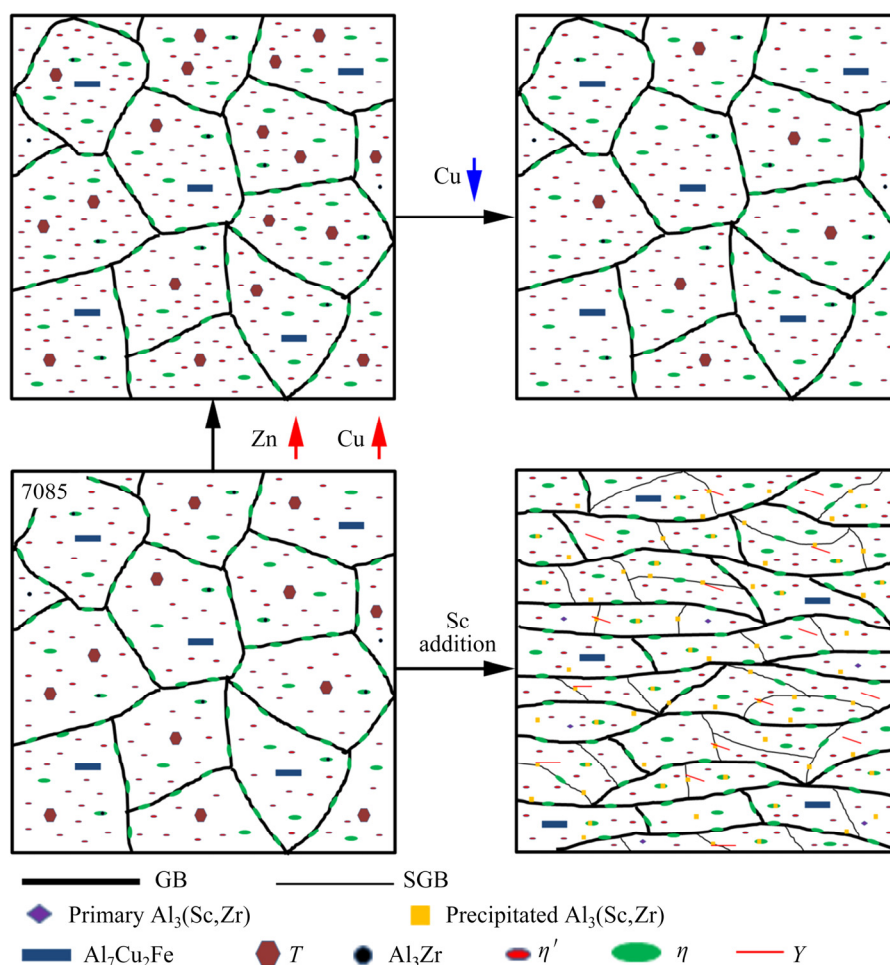 Cu
Zn Cu
7085
Sc
addition
GB SGB
Primary Al₃(Sc,Zr) Precipitated Al₃(Sc,Zr)
Al₇Cu₂Fe T Al₃Zr η′ η Y